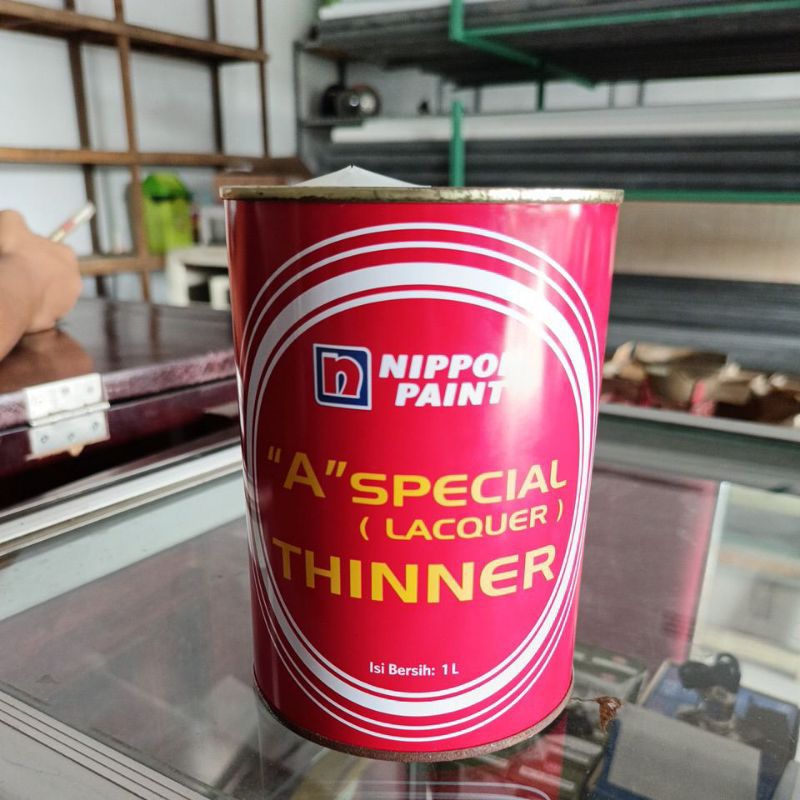 n
NIPPON
PAINT
"A" SPECIAL
( LACQUER )
THINNER
Isi Bersih: 1 L